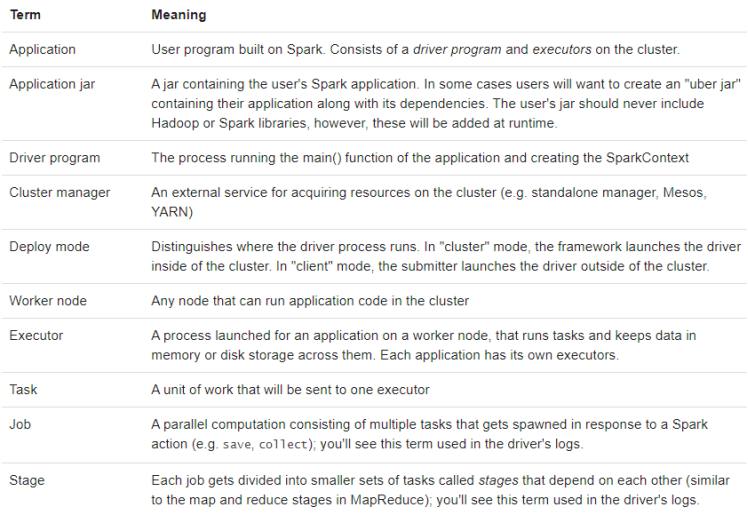 Term Meaning
Application User program built on Spark. Consists of a driver program and executors on the cluster.
Application jar A jar containing the user's Spark application. In some cases users will want to create an "uber jar"
containing their application along with its dependencies. The user's jar should never include
Hadoop or Spark libraries, however, these will be added at runtime.
Driver program The process running the main() function of the application and creating the SparkContext
Cluster manager An external service for acquiring resources on the cluster (e.g. standalone manager, Mesos,
YARN)
Deploy mode Distinguishes where the driver process runs. In "cluster" mode, the framework launches the driver
inside of the cluster. In "client" mode, the submitter launches the driver outside of the cluster.
Worker node Any node that can run application code in the cluster
Executor A process launched for an application on a worker node, that runs tasks and keeps data in
memory or disk storage across them. Each application has its own executors.
Task A unit of work that will be sent to one executor
Job A parallel computation consisting of multiple tasks that gets spawned in response to a Spark
action (e.g. save, collect); you'll see this term used in the driver's logs.
Stage Each job gets divided into smaller sets of tasks called stages that depend on each other (similar
to the map and reduce stages in MapReduce); you'll see this term used in the driver's logs.